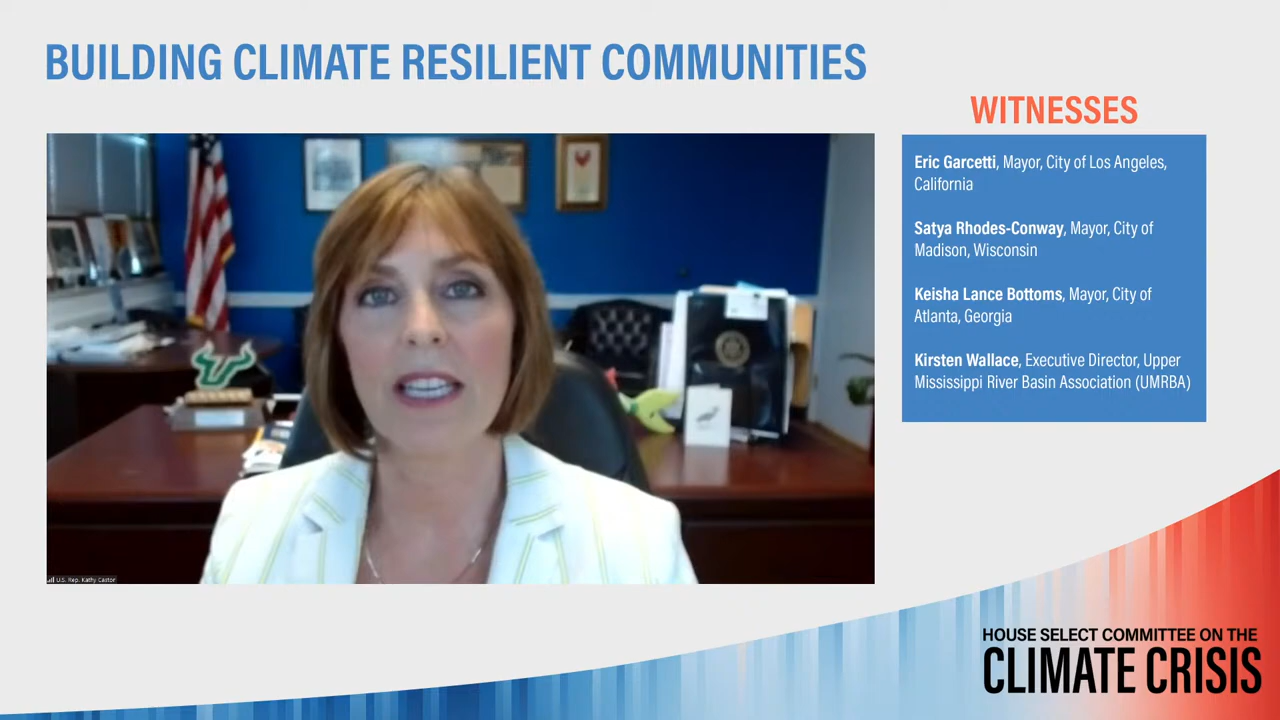 BUILDING CLIMATE RESILIENT COMMUNITIES
WITNESSES
Eric Garcetti, Mayor, City of Los Angeles,
California
Satya Rhodes-Conway, Mayor, City of
Madison, Wisconsin
Keisha Lance Bottoms, Mayor, City of
Atlanta, Georgia
Kirsten Wallace, Executive Director, Upper
Mississippi River Basin Association (UMRBA)
U.S. Rep. Kathy Castor
HOUSE SELECT COMMITTEE ON THE
CLIMATE CRISIS